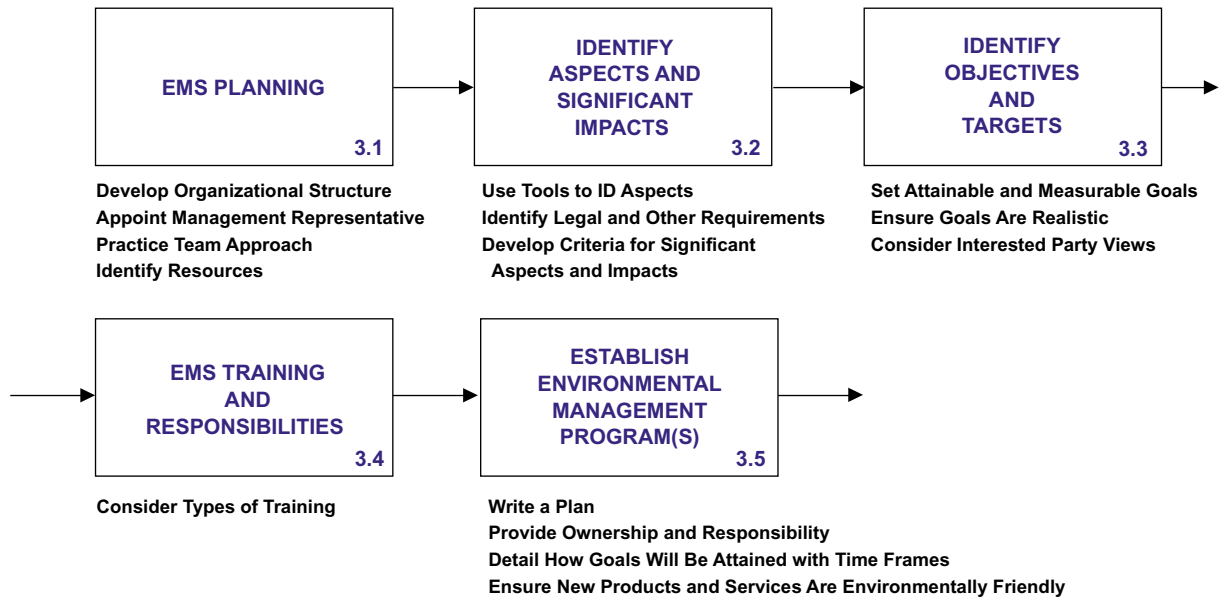 EMS PLANNING
3.1
Develop Organizational Structure
Appoint Management Representative
Practice Team Approach
Identify Resources
IDENTIFY
ASPECTS AND
SIGNIFICANT
IMPACTS
3.2
Use Tools to ID Aspects
Identify Legal and Other Requirements
Develop Criteria for Significant
Aspects and Impacts
IDENTIFY
OBJECTIVES
AND
TARGETS
3.3
Set Attainable and Measurable Goals
Ensure Goals Are Realistic
Consider Interested Party Views
EMS TRAINING
AND
RESPONSIBILITIES
3.4
Consider Types of Training
ESTABLISH
ENVIRONMENTAL
MANAGEMENT
PROGRAM(S)
3.5
Write a Plan
Provide Ownership and Responsibility
Detail How Goals Will Be Attained with Time Frames
Ensure New Products and Services Are Environmentally Friendly